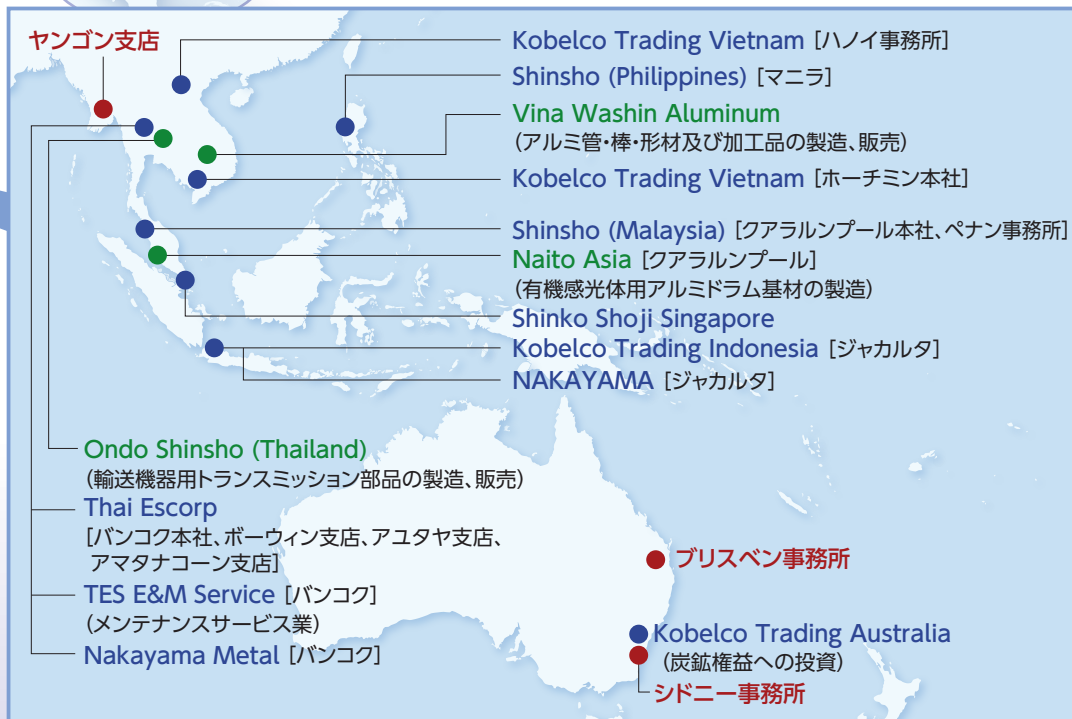 ヤンゴン支店
Kobelco Trading Vietnam [ハノイ事務所]
Shinsho (Philippines) [マニラ]
Vina Washin Aluminum
(アルミ管・棒・形材及び加工品の製造、販売)
Kobelco Trading Vietnam [ホーチミン本社]
Shinsho (Malaysia) [クアラルンプール本社、ペナン事務所]
Naito Asia [クアラルンプール]
(有機感光体用アルミドラム基材の製造)
Shinko Shoji Singapore
Kobelco Trading Indonesia [ジャカルタ]
NAKAYAMA [ジャカルタ]
Ondo Shinsho (Thailand)
(輸送機器用トランスミッション部品の製造、販売)
Thai Escorp
[バンコク本社、ボーウィン支店、アユタヤ支店、
アマタナコーン支店]
TES E&M Service [バンコク]
(メンテナンスサービス業)
Nakayama Metal [バンコク]
ブリスベン事務所
Kobelco Trading Australia
(炭鉱権益への投資)
シドニー事務所